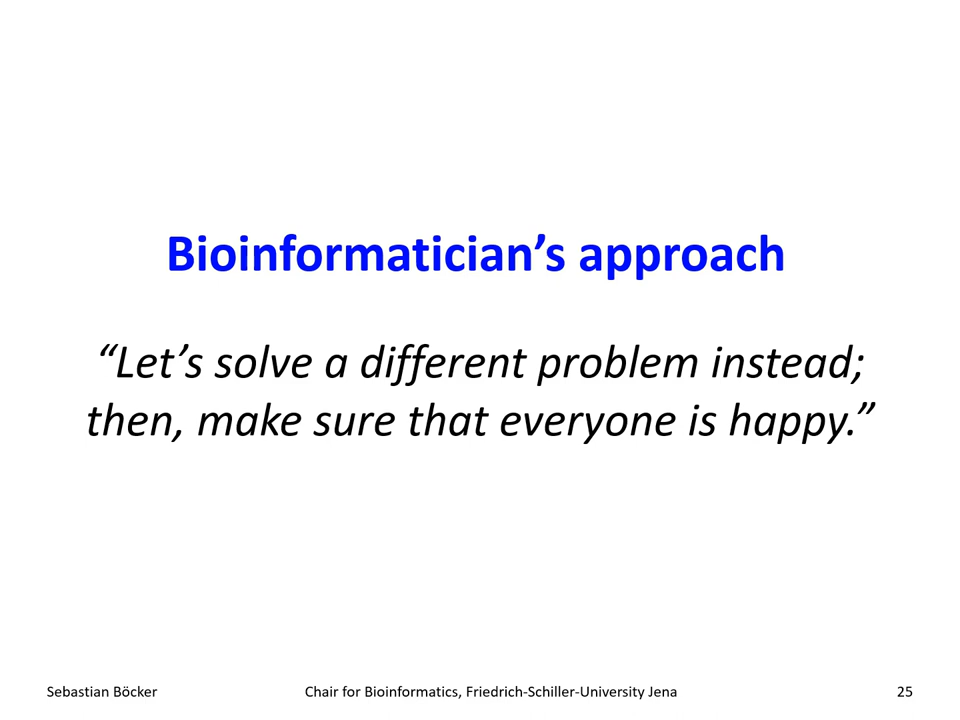 Bioinformatician’s approach
“Let’s solve a different problem instead;
then, make sure that everyone is happy.”
Sebastian Böcker Chair for Bioinformatics, Friedrich-Schiller-University Jena 25